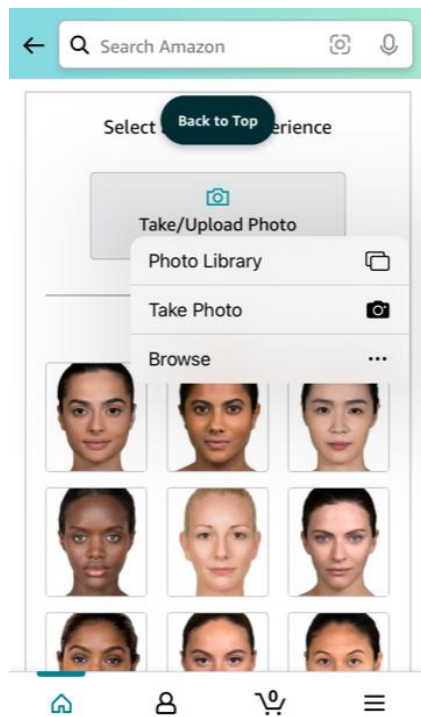 Search Amazon
Back to Top
Select erience
Take/Upload Photo
Photo Library
Take Photo
Browse
0